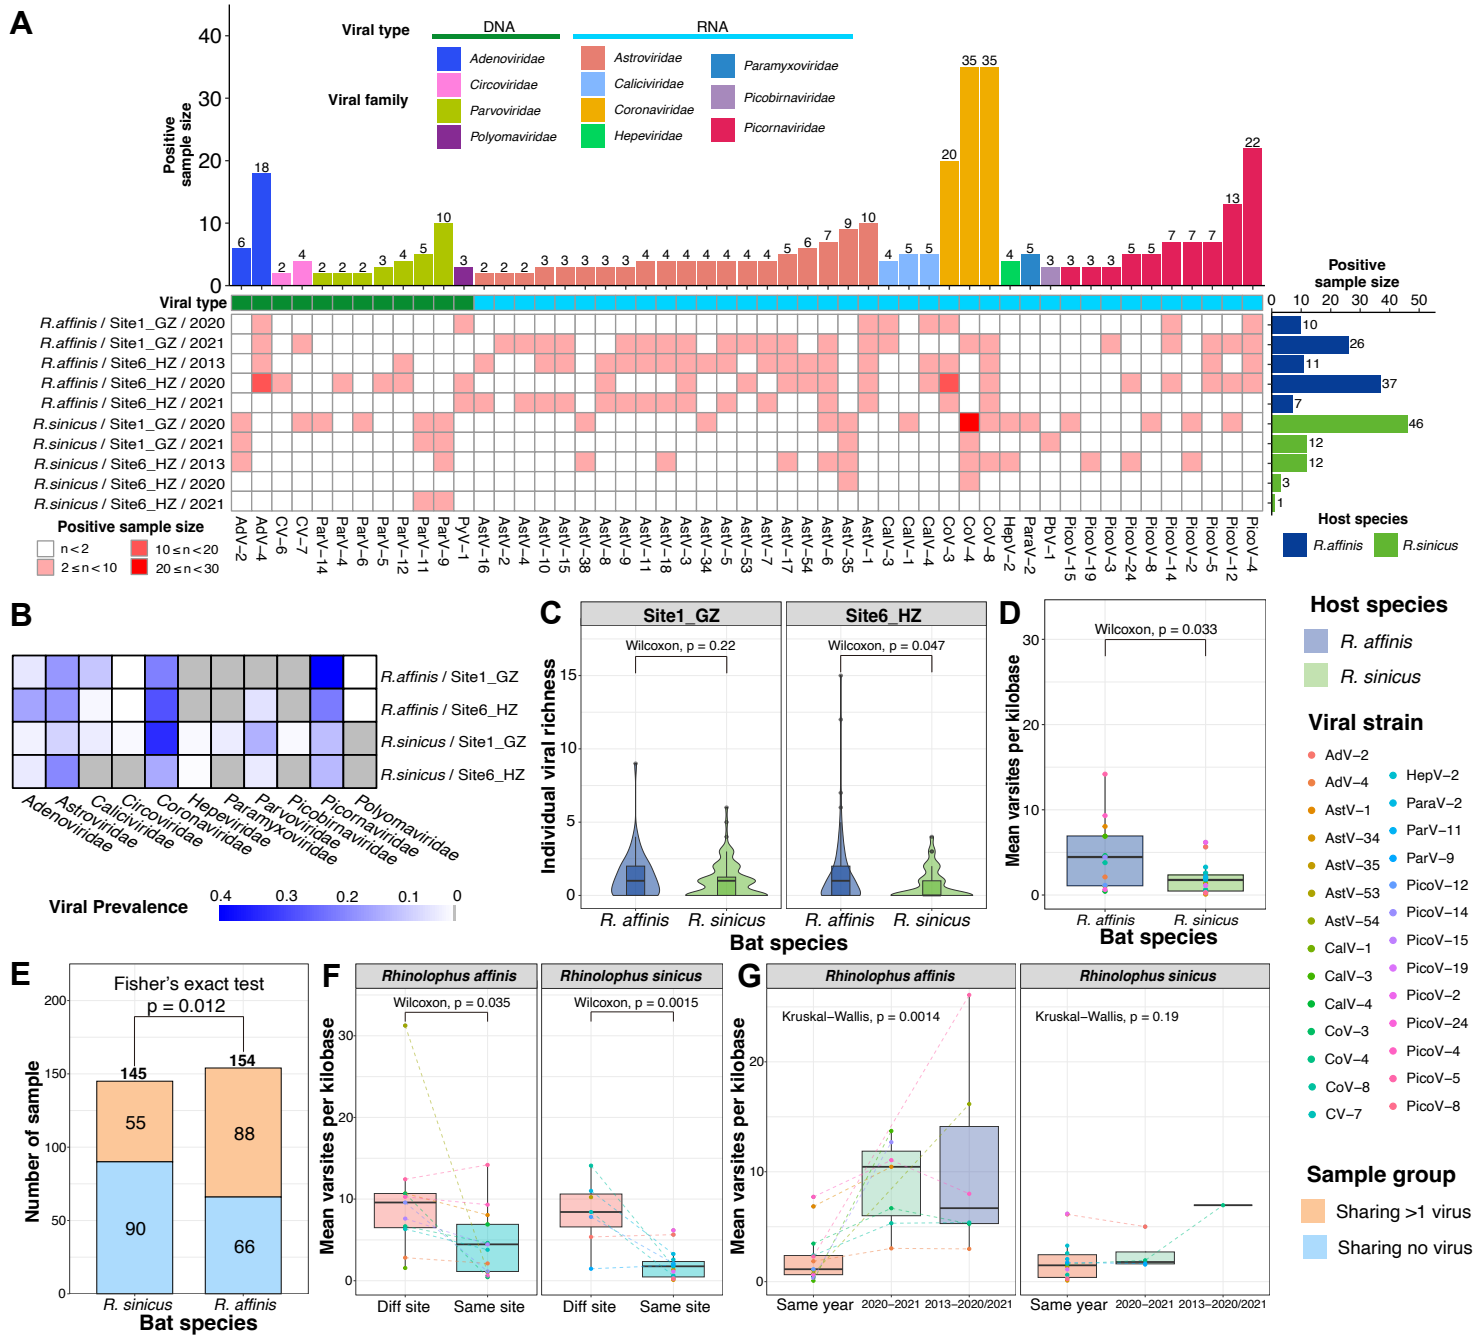 A
Viral type
DNA
RNA
Viral family
Adenoviridae
Circoviridae
Parvoviridae
Polyomaviridae
Astroviridae
Caliciviridae
Coronaviridae
Hepeviridae
Paramyxoviridae
Picobirnaviridae
Picornaviridae
Positive
sample size
40
30
20
10
0
6 18 2 4 2 2 2 3 4 5 10 3 2 2 2 3 3 3 3 3 4 4 4 4 4 4 4 5 6 7 9 10 4 5 5 20 35 35 4 5 3 3 3 3 5 5 7 7 7 13 22
Viral type
R.affinis / Site1_GZ / 2020
R.affinis / Site1_GZ / 2021
R.affinis / Site6_HZ / 2013
R.affinis / Site6_HZ / 2020
R.affinis / Site6_HZ / 2021
R.sinicus / Site1_GZ / 2020
R.sinicus / Site1_GZ / 2021
R.sinicus / Site6_HZ / 2013
R.sinicus / Site6_HZ / 2020
R.sinicus / Site6_HZ / 2021
Positive
sample size
0 10 20 30 40 50
10
26
11
37
7
46
12
12
3
1
Host species
R.affinis R.sinicus
Positive sample size
n < 2
2 ≤ n < 10
10 ≤ n < 20
20 ≤ n < 30
AdV−2
AdV−4
CV−6
CV−7
ParV−14
ParV−4
ParV−6
ParV−5
ParV−12
ParV−11
ParV−9
PyV−1
AstV−16
AstV−2
AstV−4
AstV−10
AstV−15
AstV−38
AstV−8
AstV−9
AstV−11
AstV−18
AstV−3
AstV−34
AstV−5
AstV−53
AstV−7
AstV−17
AstV−54
AstV−6
AstV−35
AstV−1
CalV−3
CalV−1
CalV−4
CoV−3
CoV−4
CoV−8
HepV−2
ParaV−2
PbV−1
PicoV−15
PicoV−19
PicoV−3
PicoV−24
PicoV−8
PicoV−14
PicoV−2
PicoV−5
PicoV−12
PicoV−4
B
R.affinis / Site1_GZ
R.affinis / Site6_HZ
R.sinicus / Site1_GZ
R.sinicus / Site6_HZ
Adenoviridae
Astroviridae
Caliciviridae
Circoviridae
Coronaviridae
Hepeviridae
Paramyxoviridae
Parvoviridae
Picobirnaviridae
Picornaviridae
Polyomaviridae
Viral Prevalence
0.4 0.3 0.2 0.1 0
C
Site1_GZ
Site6_HZ
Wilcoxon, p = 0.22
Wilcoxon, p = 0.047
Individual viral richness
15
10
5
0
R. affinis R. sinicus
R. affinis R. sinicus
Bat species
D
Wilcoxon, p = 0.033
Mean varsites per kilobase
30
20
10
0
R. affinis R. sinicus
Bat species
Host species
R. affinis
R. sinicus
Viral strain
AdV−2
AdV−4
AstV−1
AstV−34
AstV−35
AstV−53
AstV−54
CalV−1
CalV−3
CalV−4
CoV−3
CoV−4
CoV−8
CV−7
HepV−2
ParaV−2
ParV−11
ParV−9
PicoV−12
PicoV−14
PicoV−15
PicoV−19
PicoV−2
PicoV−24
PicoV−4
PicoV−5
PicoV−8
Sample group
Sharing >1 virus
Sharing no virus
E
Fisher's exact test
p = 0.012
Number of sample
200
150
100
50
0
145
55
90
154
88
66
R. sinicus R. affinis
Bat species
F
Rhinolophus affinis
Rhinolophus sinicus
Wilcoxon, p = 0.035
Wilcoxon, p = 0.0015
Mean varsites per kilobase
30
20
10
0
Diff site Same site
Diff site Same site
G
Rhinolophus affinis
Rhinolophus sinicus
Kruskal−Wallis, p = 0.0014
Kruskal−Wallis, p = 0.19
Mean varsites per kilobase
20
10
0
Same year 2020−2021 2013−2020/2021
Same year 2020−2021 2013−2020/2021